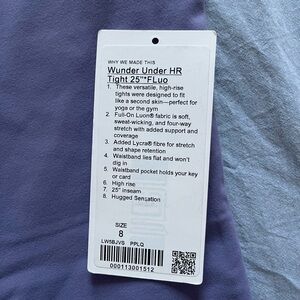 WHY WE MADE THIS
Wunder Under HR
Tight 25"*FLuo
1. These versatile, high-rise
tights were designed to fit
like a second skin—perfect for
yoga or the gym
2. Full-On Luon® fabric is soft,
sweat-wicking, and four-way
stretch with added support and
coverage
3. Added Lycra® fibre for stretch
and shape retention
4. Waistband lies flat and won't
dig in
5. Waistband pocket holds your key
or card
6. High rise
7. 25" inseam
8. Hugged Sensation
SIZE
8
LW5BJVS PPLQ
000113001512